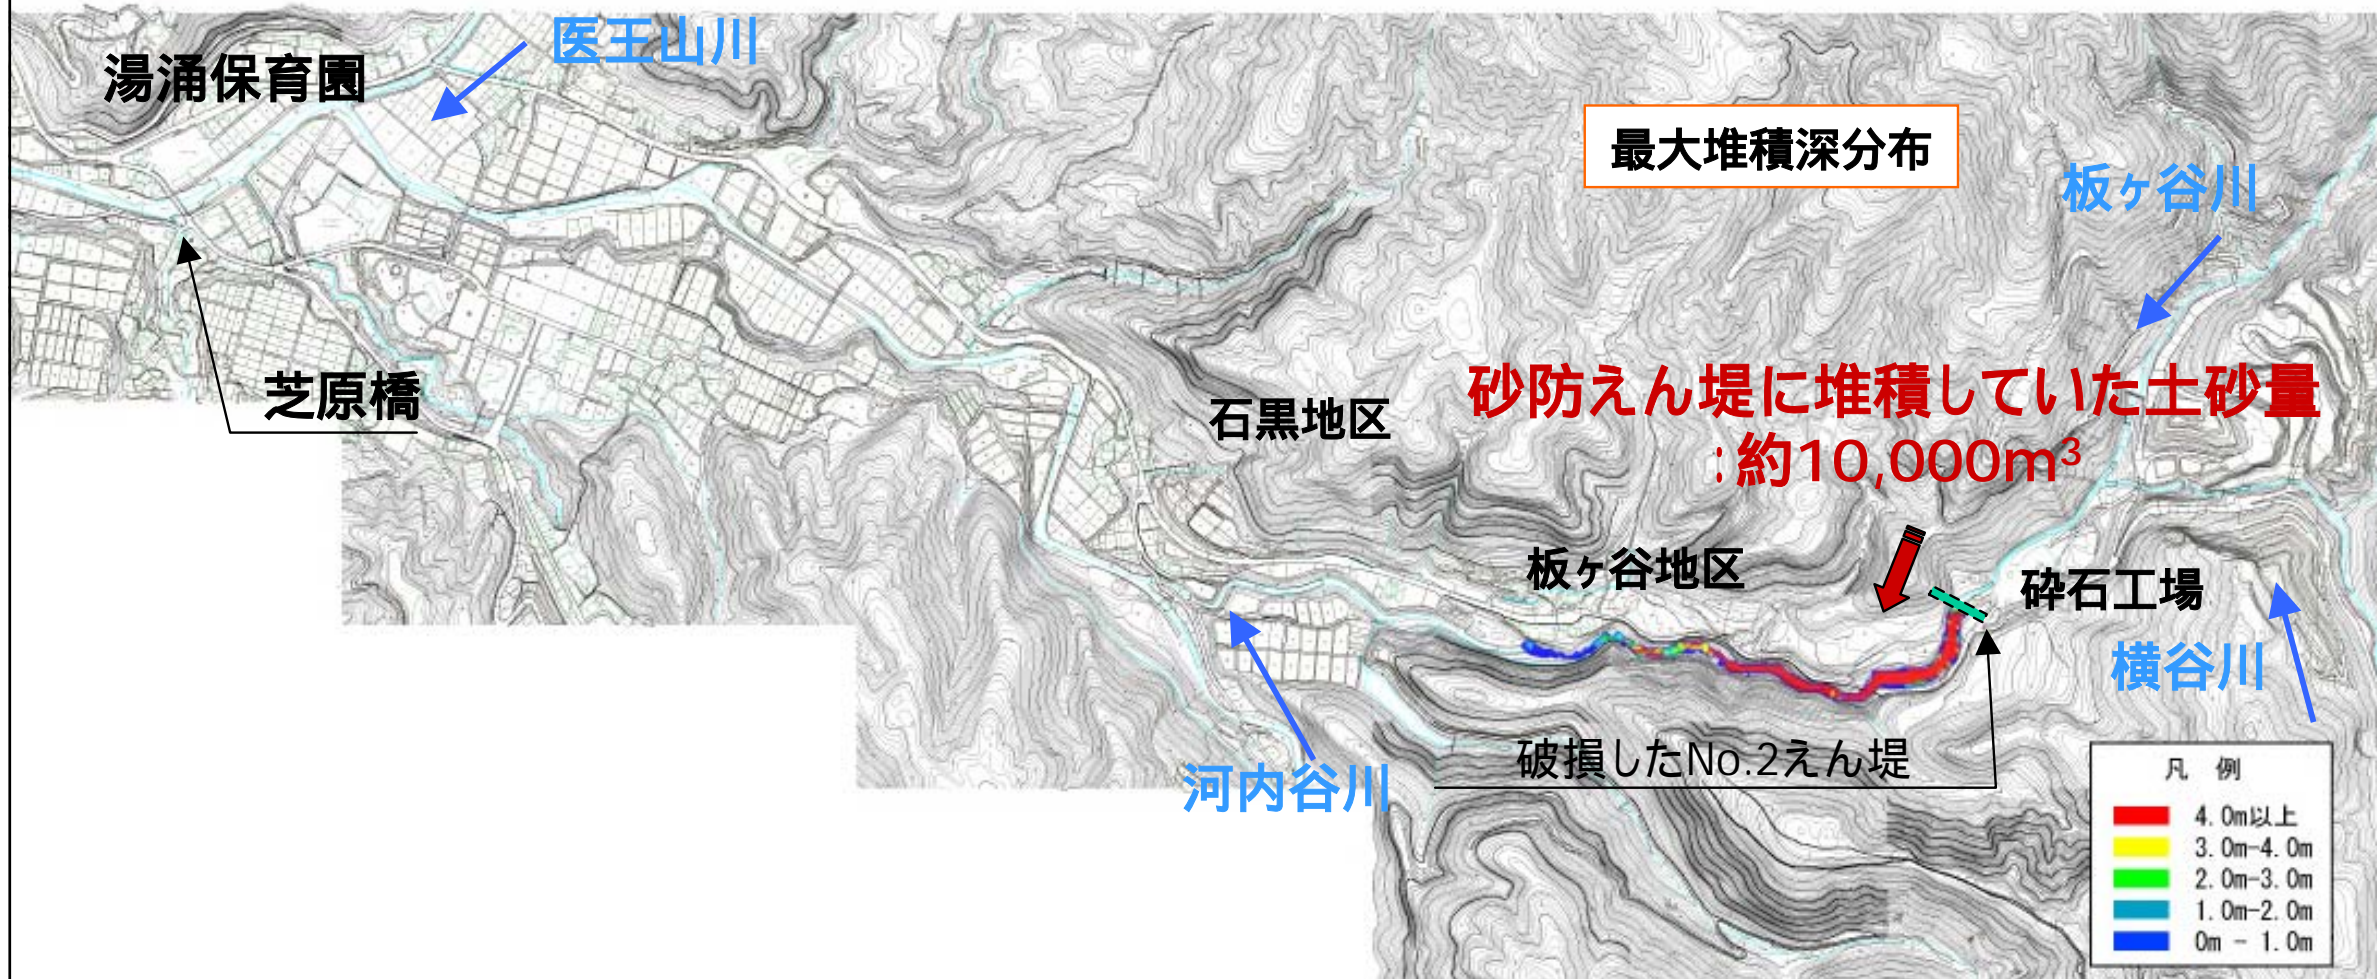 医王山川
湯涌保育園
最大堆積深分布
板ヶ谷川
芝原橋
石黒地区
砂防えん堤に堆積していた土砂量
:約10,000m³
板ヶ谷地区
砕石工場
横谷川
破損したNo.2えん堤
河内谷川
凡 例
4.0m以上
3.0m-4.0m
2.0m-3.0m
1.0m-2.0m
0m - 1.0m